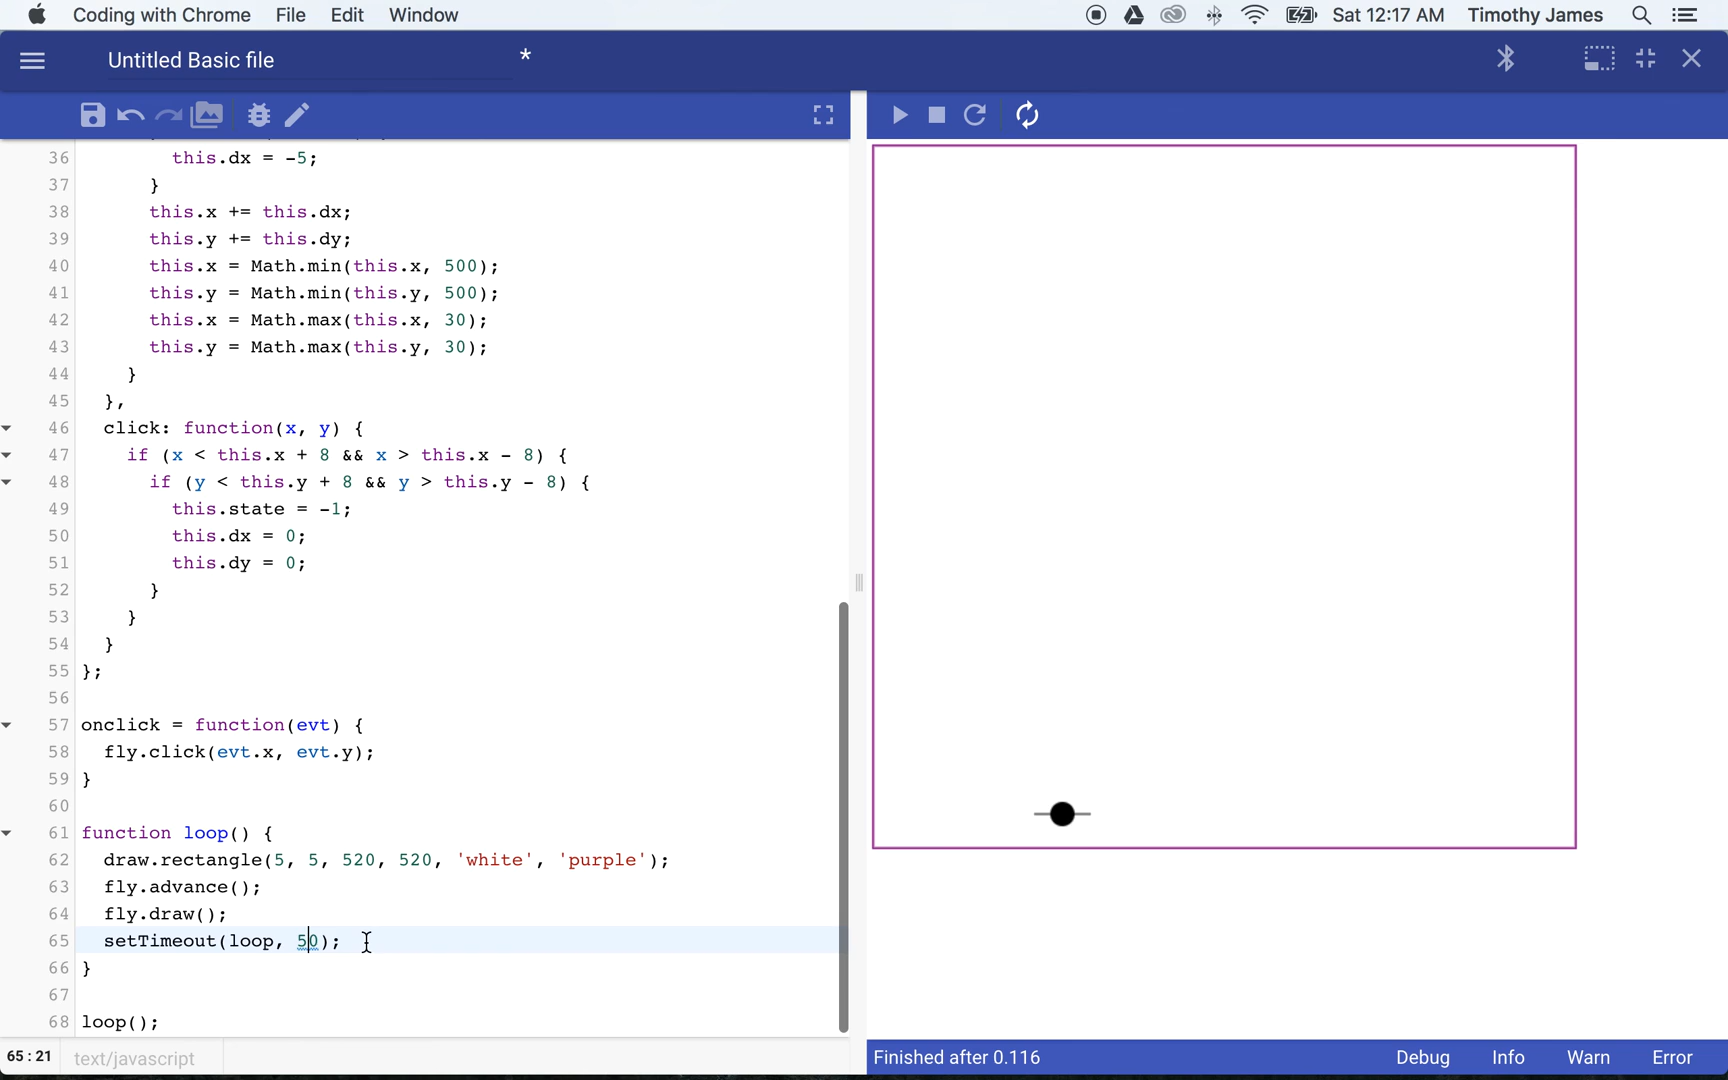 Coding with Chrome File Edit Window Sat 12:17 AM Timothy James
Untitled Basic file *
36 this.dx = -5;
37 }
38 this.x += this.dx;
39 this.y += this.dy;
40 this.x = Math.min(this.x, 500);
41 this.y = Math.min(this.y, 500);
42 this.x = Math.max(this.x, 30);
43 this.y = Math.max(this.y, 30);
44 }
45 },
46 click: function(x, y) {
47 if (x < this.x + 8 && x > this.x - 8) {
48 if (y < this.y + 8 && y > this.y - 8) {
49 this.state = -1;
50 this.dx = 0;
51 this.dy = 0;
52 }
53 }
54 }
55 };
56
57 onclick = function(evt) {
58 fly.click(evt.x, evt.y);
59 }
60
61 function loop() {
62 draw.rectangle(5, 5, 520, 520, 'white', 'purple');
63 fly.advance();
64 fly.draw();
65 setTimeout(loop, 50);
66 }
67
68 loop();
65 : 21 text/javascript
Finished after 0.116 Debug Info Warn Error